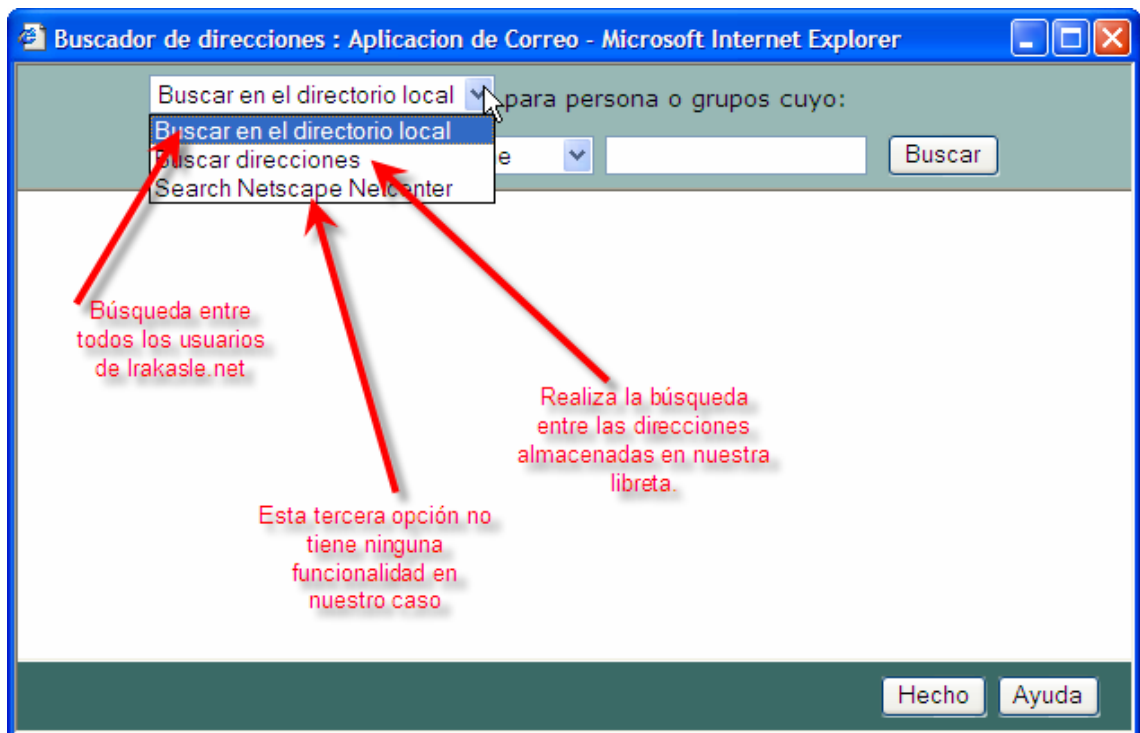 Buscador de direcciones : Aplicacion de Correo - Microsoft Internet Explorer
Buscar en el directorio local para persona o grupos cuyo:
Buscar en el directorio local
Buscar direcciones
e Buscar
Search Netscape Netcenter
Búsqueda entre
todos los usuarios
de Irakasle.net
Realiza la búsqueda
entre las direcciones
almacenadas en nuestra
libreta.
Esta tercera opción no
tiene ninguna
funcionalidad en
nuestro caso
Hecho Ayuda